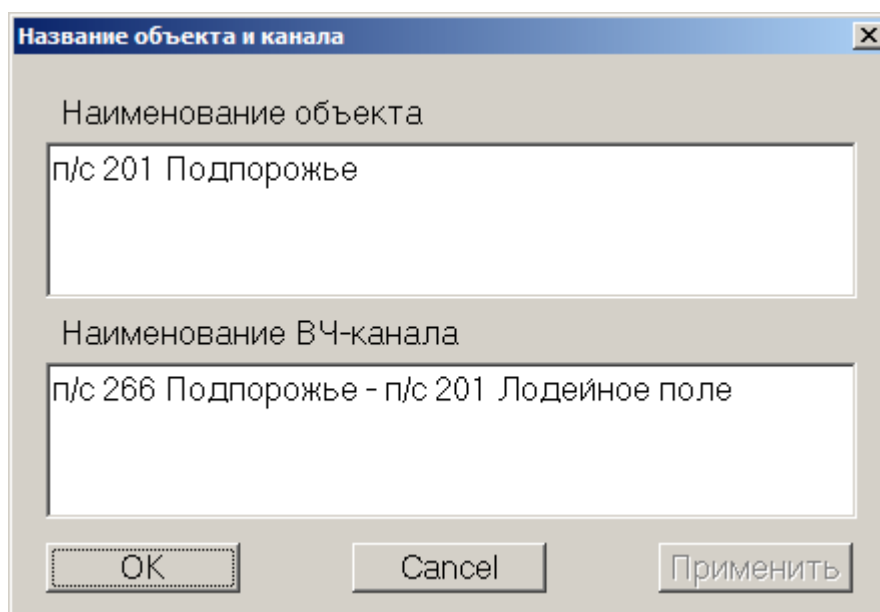 Название объекта и канала
Наименование объекта
п/с 201 Подпорожье
Наименование ВЧ-канала
п/с 266 Подпорожье - п/с 201 Лодейное поле
OK Cancel Применить